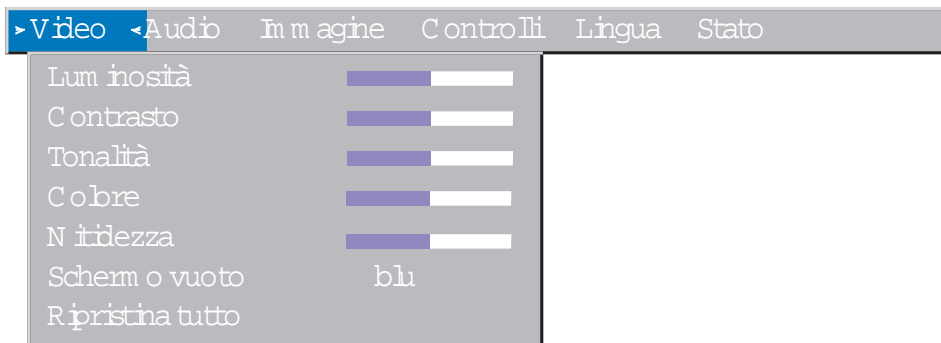 Video Audio Immagine Controlli Lingua Stato
Luminosità
Contrasto
Tonalità
Colore
Nitidezza
Schermo vuoto blu
Ripristina tutto